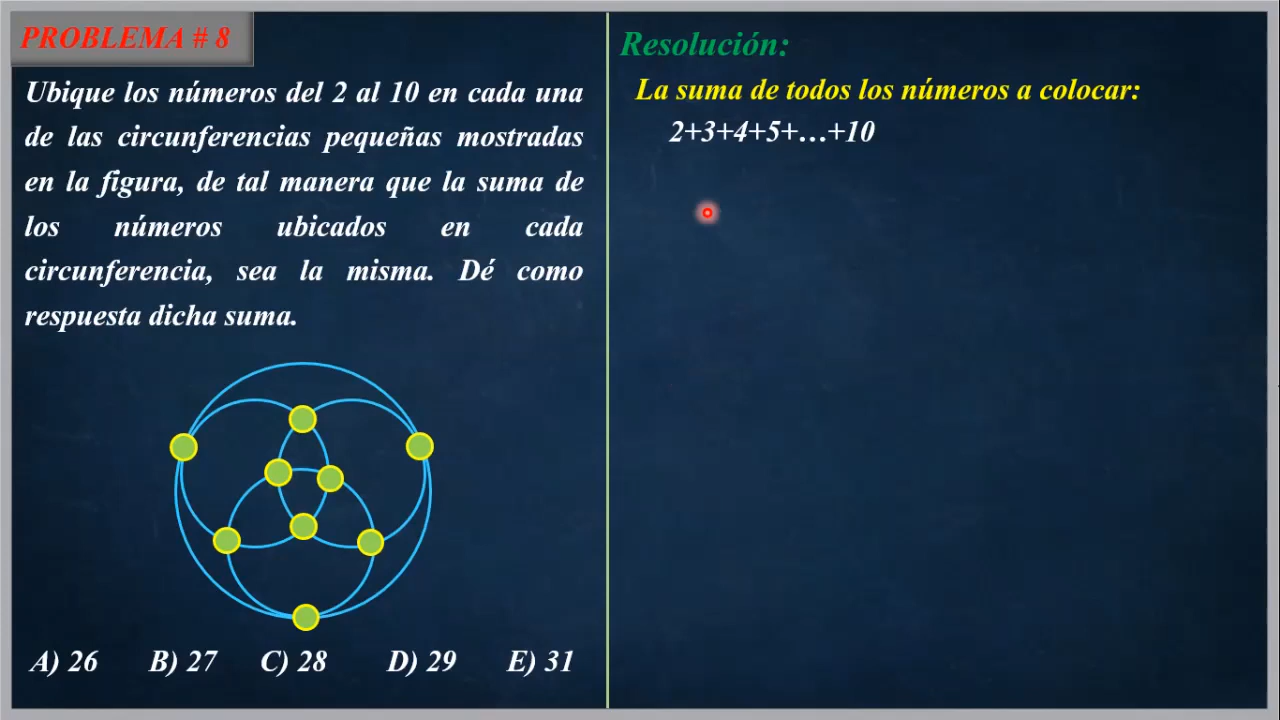 PROBLEMA # 8
Ubique los números del 2 al 10 en cada una
de las circunferencias pequeñas mostradas
en la figura, de tal manera que la suma de
los números ubicados en cada
circunferencia, sea la misma. Dé como
respuesta dicha suma.
A) 26 B) 27 C) 28 D) 29 E) 31
Resolución:
La suma de todos los números a colocar:
2+3+4+5+…+10